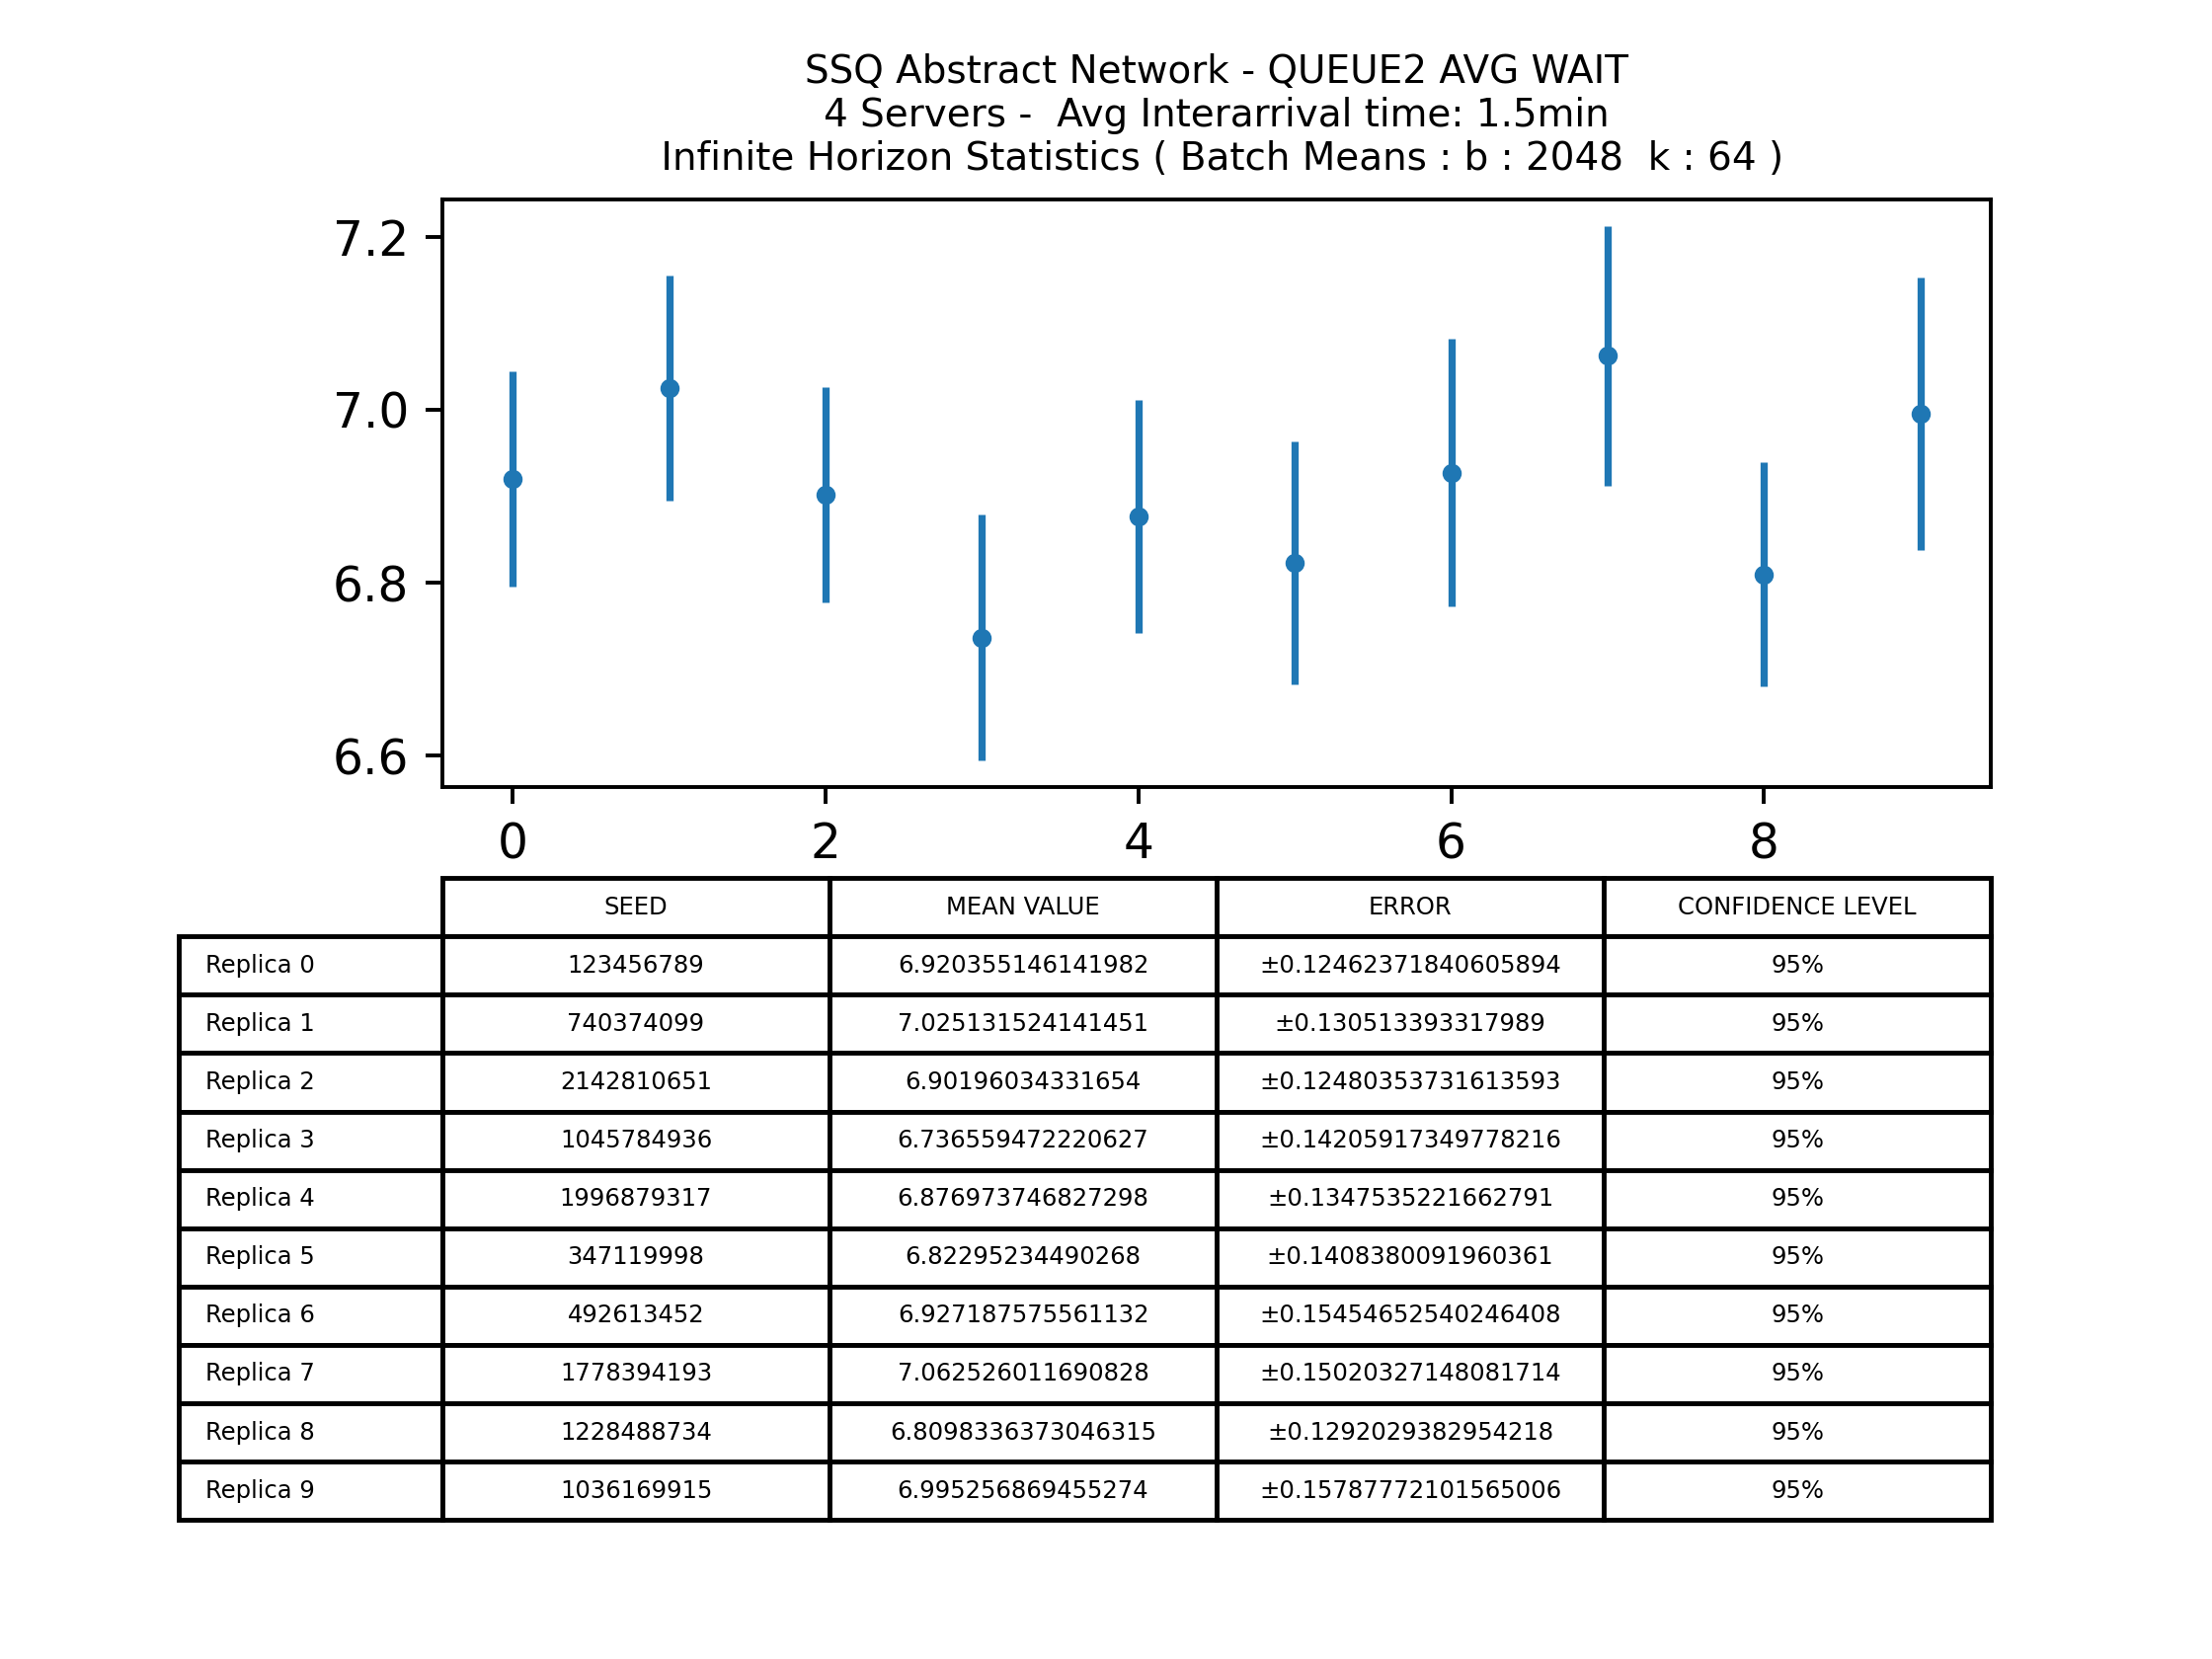 SSQ Abstract Network - QUEUE2 AVG WAIT
4 Servers -  Avg Interarrival time: 1.5min
Infinite Horizon Statistics ( Batch Means : b : 2048  k : 64 )
7.2
7.0
6.8
6.6
0 2 4 6 8
SEED MEAN VALUE ERROR CONFIDENCE LEVEL
Replica 0 123456789 6.920355146141982 ±0.12462371840605894 95%
Replica 1 740374099 7.025131524141451 ±0.130513393317989 95%
Replica 2 2142810651 6.90196034331654 ±0.12480353731613593 95%
Replica 3 1045784936 6.736559472220627 ±0.14205917349778216 95%
Replica 4 1996879317 6.876973746827298 ±0.1347535221662791 95%
Replica 5 347119998 6.82295234490268 ±0.1408380091960361 95%
Replica 6 492613452 6.927187575561132 ±0.15454652540246408 95%
Replica 7 1778394193 7.062526011690828 ±0.15020327148081714 95%
Replica 8 1228488734 6.8098336373046315 ±0.1292029382954218 95%
Replica 9 1036169915 6.995256869455274 ±0.15787772101565006 95%